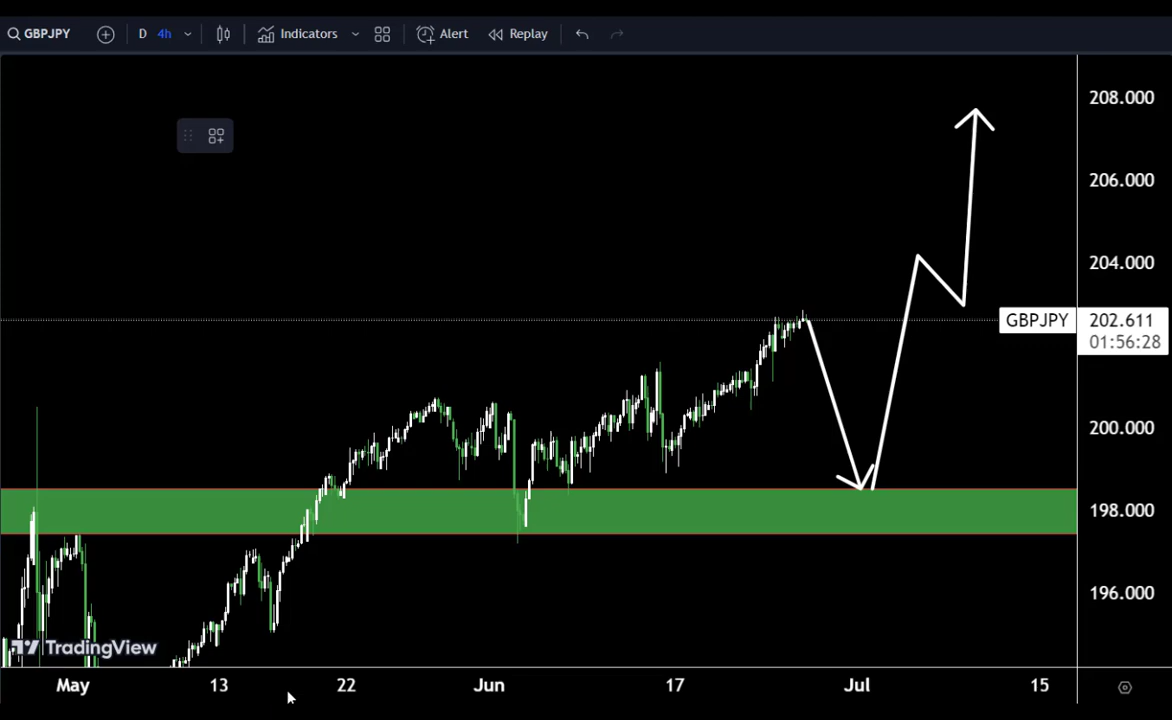 GBPJPY D 4h Indicators Alert Replay
208.000
206.000
204.000
GBPJPY 202.611
01:56:28
200.000
198.000
196.000
TradingView
May 13 22 Jun 17 Jul 15